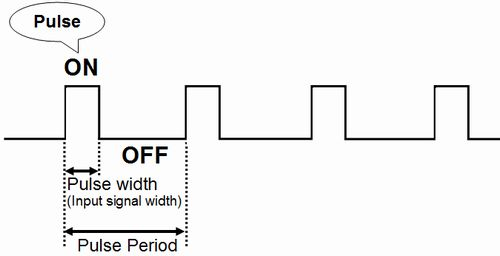 Pulse
ON
OFF
Pulse width
(Input signal width)
Pulse Period